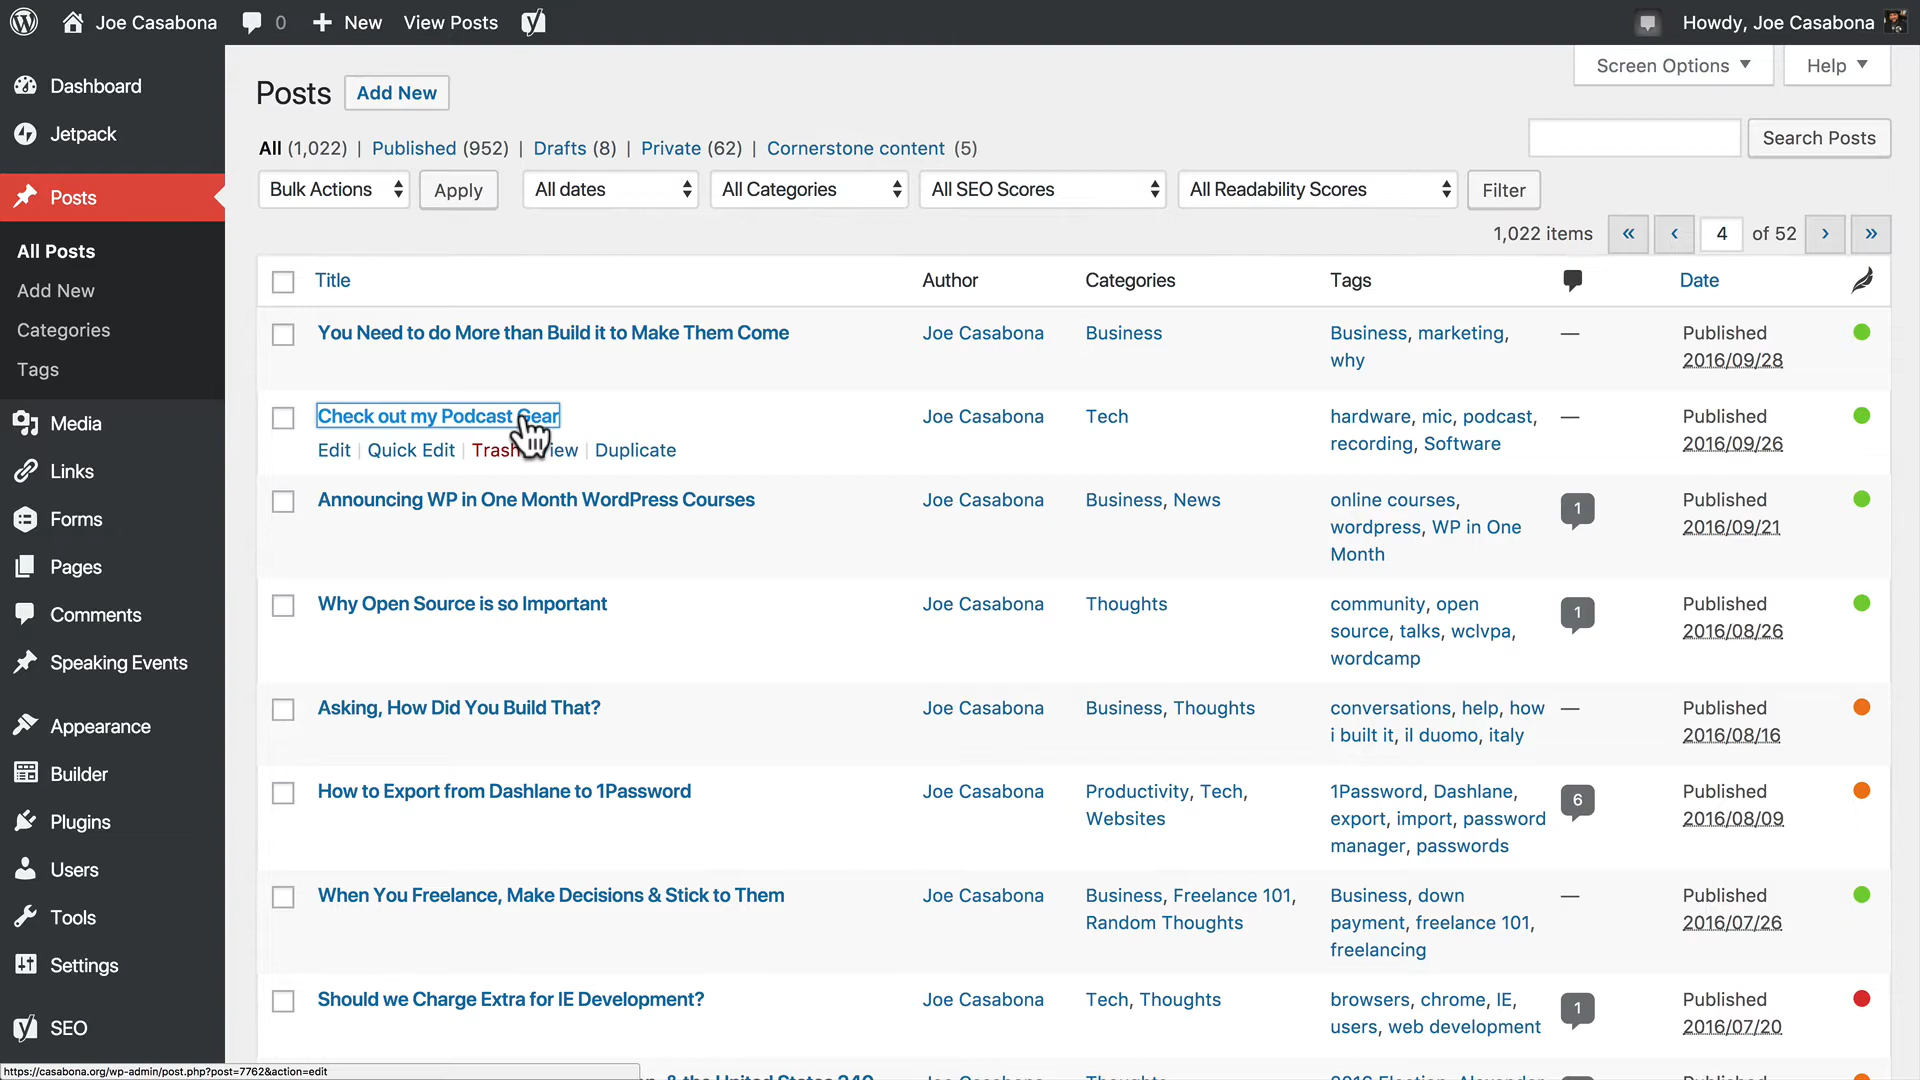 Joe Casabona 0 New View Posts Howdy, Joe Casabona
Screen Options Help
Dashboard
Jetpack
Posts
All Posts
Add New
Categories
Tags
Media
Links
Forms
Pages
Comments
Speaking Events
Appearance
Builder
Plugins
Users
Tools
Settings
SEO
Posts Add New
All (1,022) | Published (952) | Drafts (8) | Private (62) | Cornerstone content (5)
Search Posts
Bulk Actions Apply All dates All Categories All SEO Scores All Readability Scores Filter
1,022 items « ‹ 4 of 52 › »
Title Author Categories Tags Date
You Need to do More than Build it to Make Them Come Joe Casabona Business Business, marketing, — Published
why 2016/09/28
Check out my Podcast Gear Joe Casabona Tech hardware, mic, podcast, — Published
Edit | Quick Edit | Trash | Duplicate recording, Software 2016/09/26
Announcing WP in One Month WordPress Courses Joe Casabona Business, News online courses, 1 Published
wordpress, WP in One 2016/09/21
Month
Why Open Source is so Important Joe Casabona Thoughts community, open 1 Published
source, talks, wclvpa, 2016/08/26
wordcamp
Asking, How Did You Build That? Joe Casabona Business, Thoughts conversations, help, how — Published
i built it, il duomo, italy 2016/08/16
How to Export from Dashlane to 1Password Joe Casabona Productivity, Tech, 1Password, Dashlane, 6 Published
Websites export, import, password 2016/08/09
manager, passwords
When You Freelance, Make Decisions & Stick to Them Joe Casabona Business, Freelance 101, Business, down — Published
Random Thoughts payment, freelance 101, 2016/07/26
freelancing
Should we Charge Extra for IE Development? Joe Casabona Tech, Thoughts browsers, chrome, IE, 1 Published
users, web development 2016/07/20
https://casabona.org/wp-admin/post.php?post=7762&action=edit